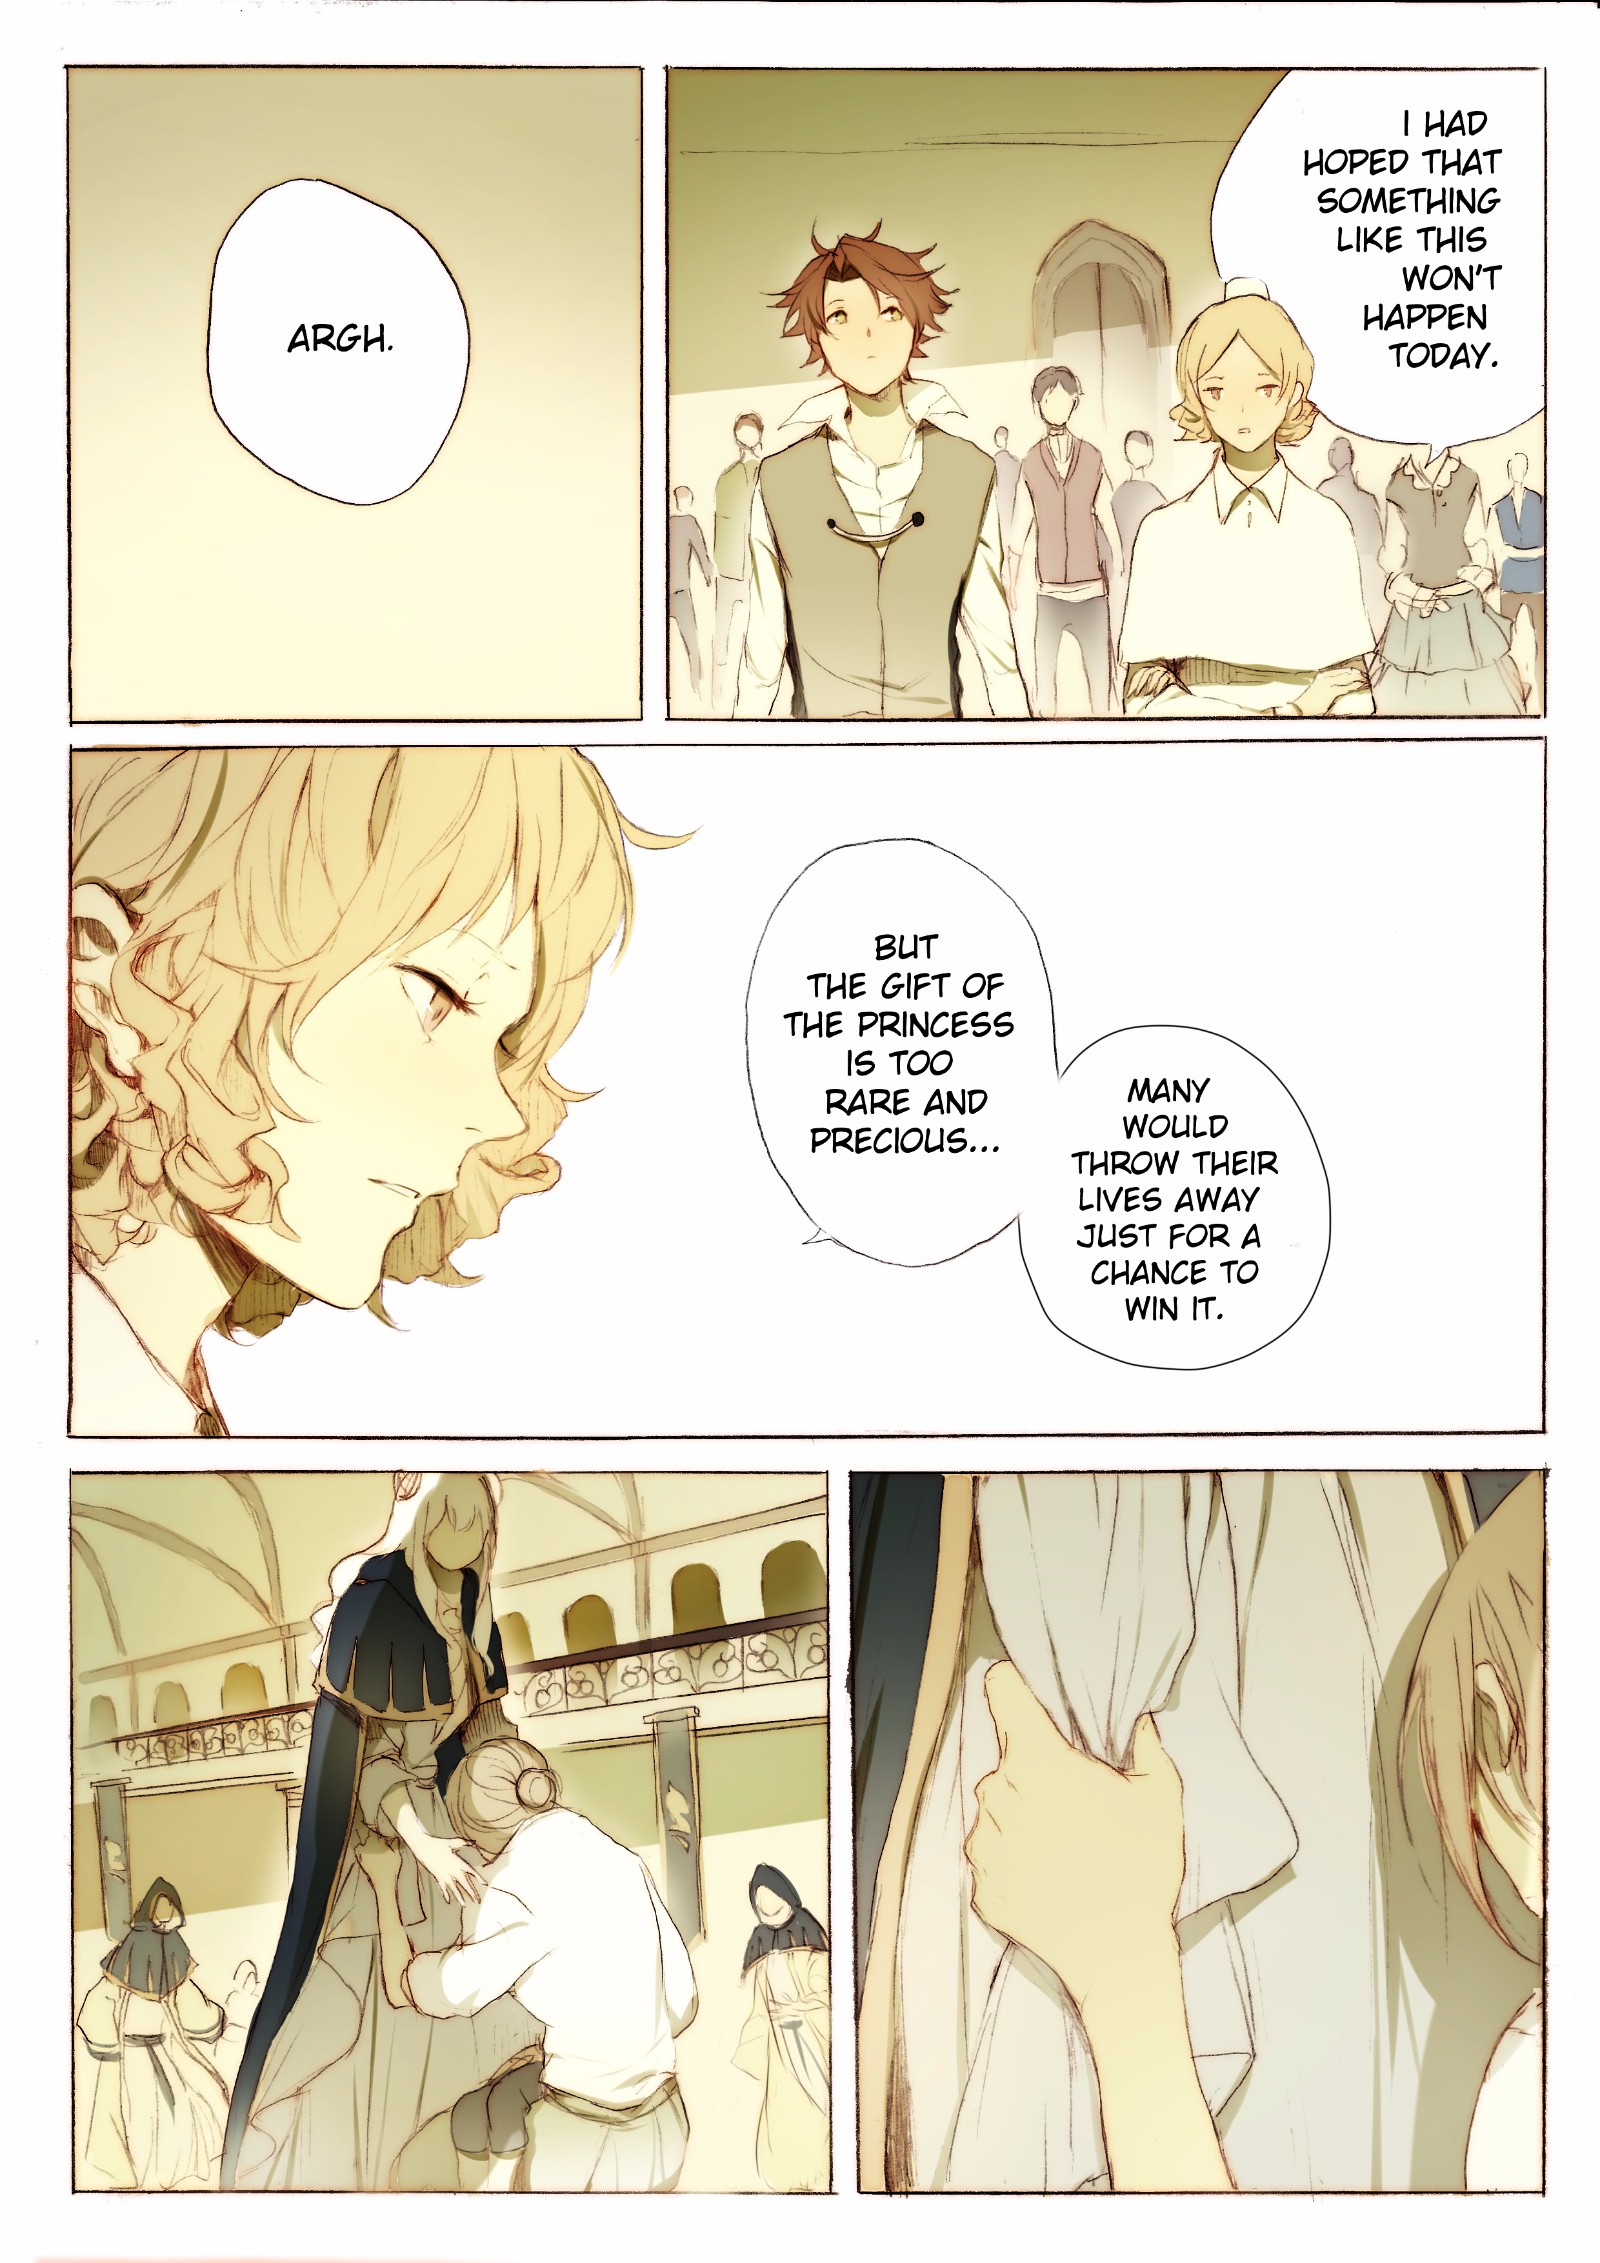 ARGH.
I HAD
HOPED THAT
SOMETHING
LIKE THIS
WON'T
HAPPEN
TODAY.
BUT
THE GIFT OF
THE PRINCESS
IS TOO
RARE AND
PRECIOUS...
MANY
WOULD
THROW THEIR
LIVES AWAY
JUST FOR A
CHANCE TO
WIN IT.